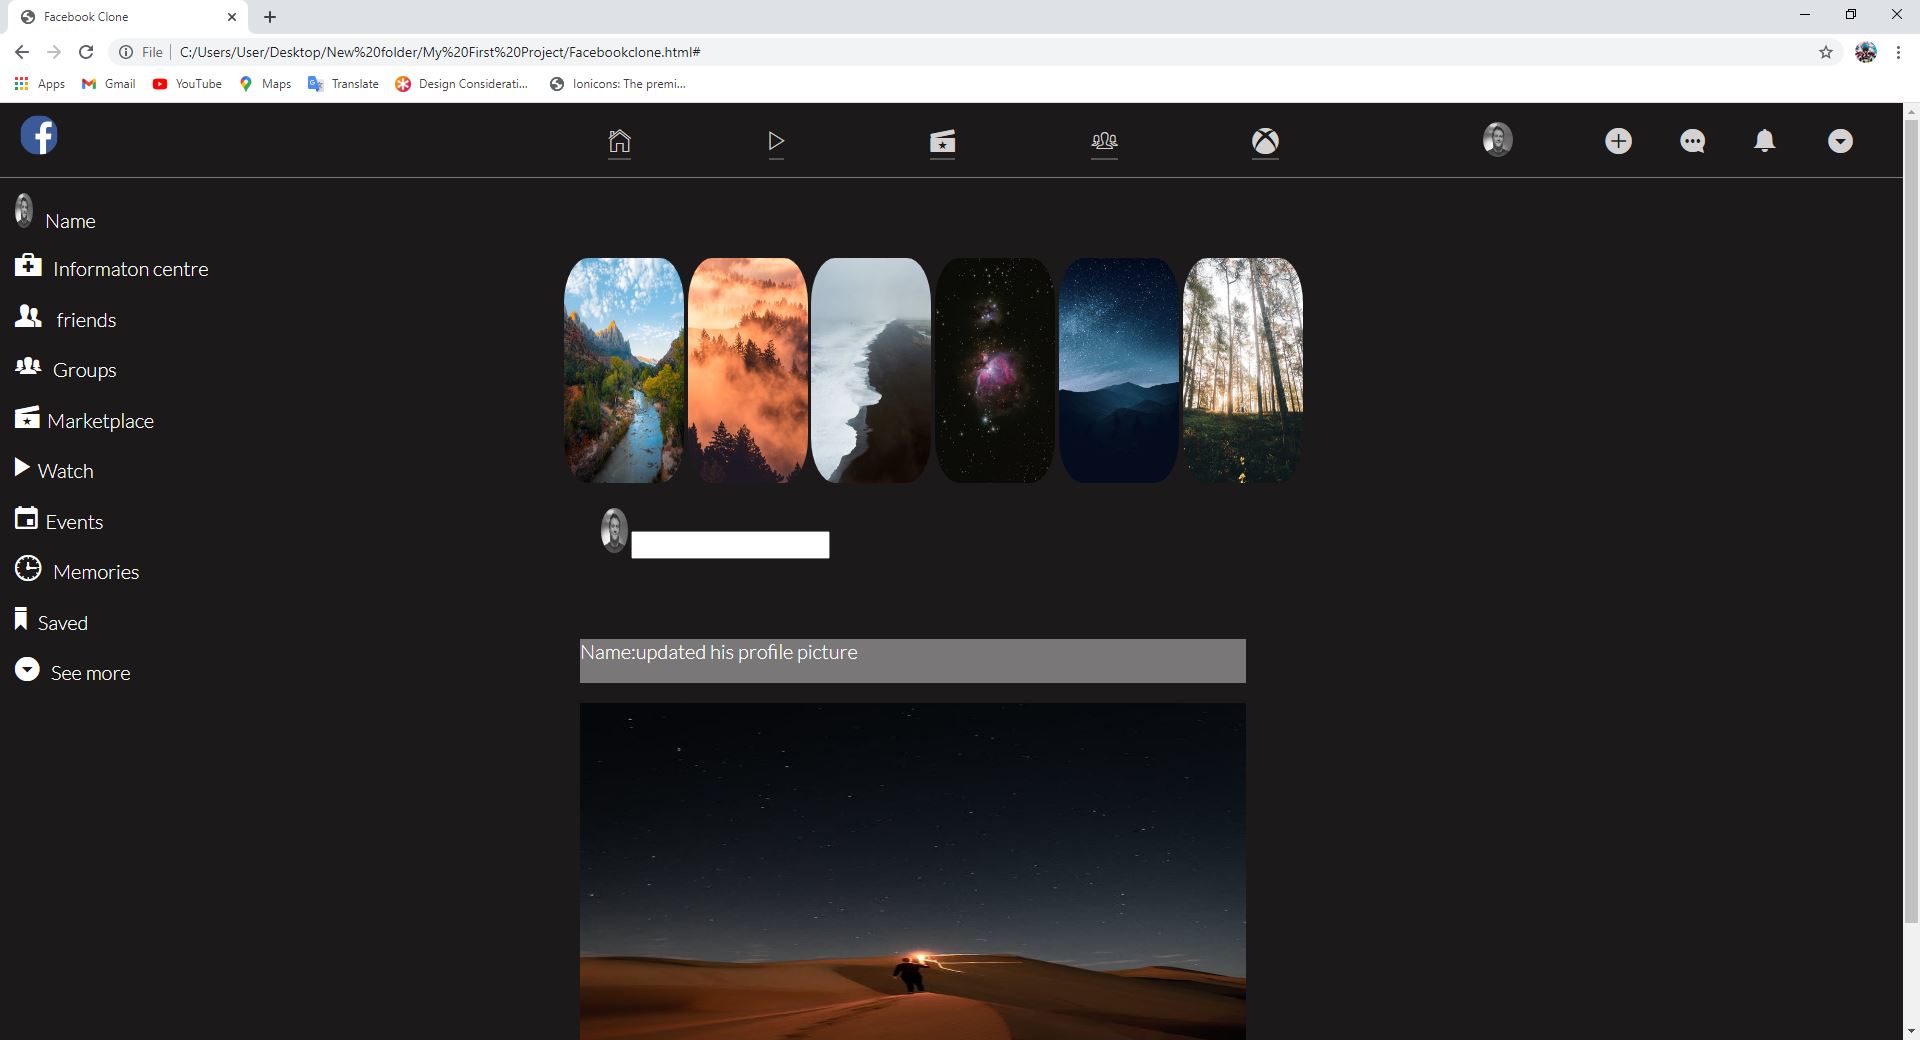 Facebook Clone
File | C:/Users/User/Desktop/New%20folder/My%20First%20Project/Facebookclone.html#
Apps Gmail YouTube Maps Translate Design Considerati... Ionicons: The premi...
f
Name
Informaton centre
friends
Groups
Marketplace
Watch
Events
Memories
Saved
See more
Name:updated his profile picture